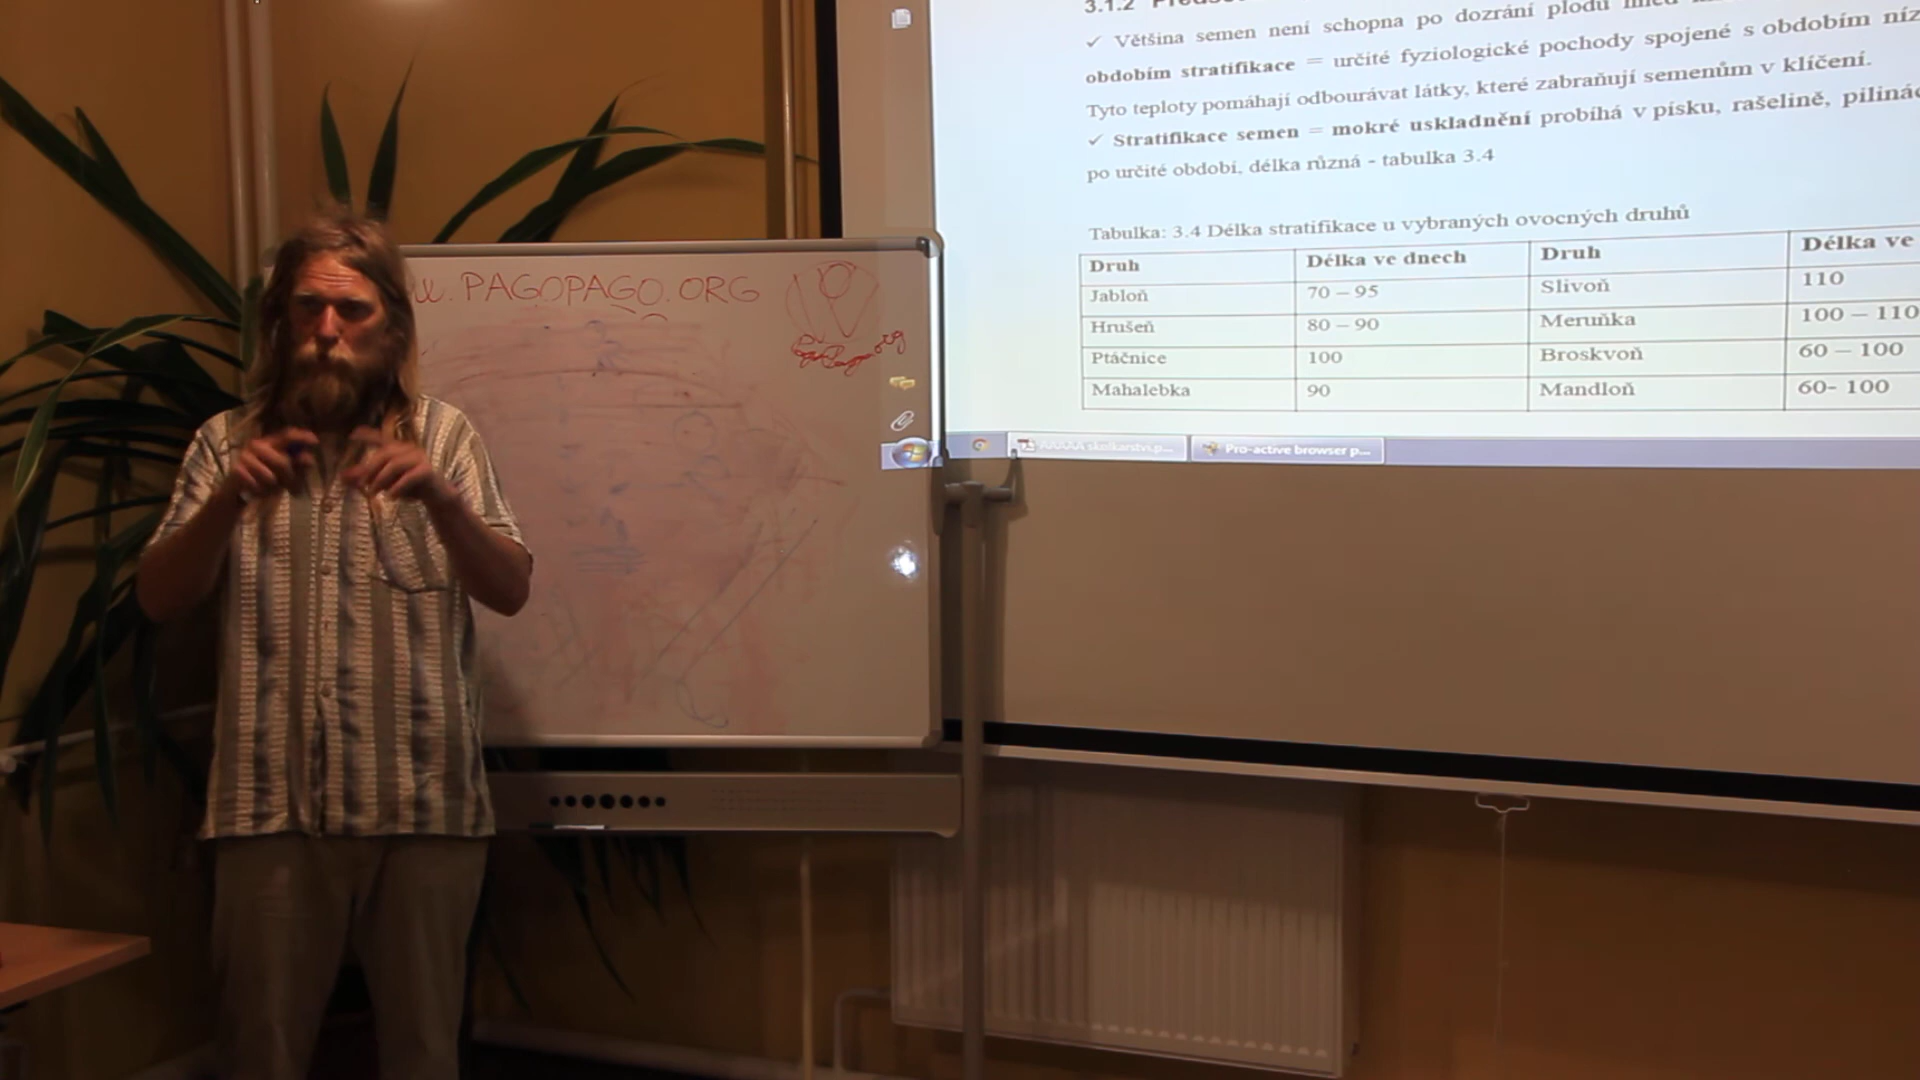 3.1.2
✓ Většina semen není schopna po dozrání plodu
obdobím stratifikace = určité fyziologické pochody spojené s obdobím níz
Tyto teploty pomáhají odbourávat látky, které zabraňují semenům v klíčení.
✓ Stratifikace semen = mokré uskladnění probíhá v písku, rašelině, pilinác
po určité období, délka různá - tabulka 3.4
Tabulka: 3.4 Délka stratifikace u vybraných ovocných druhů
Druh Délka ve dnech Druh Délka ve
Jabloň 70 – 95 Slivoň 110
Hrušeň 80 – 90 Meruňka 100 – 110
Ptáčnice 100 Broskvoň 60 – 100
Mahalebka 90 Mandloň 60- 100
Pro-active browser p...
W. PAGOPAGO.ORG